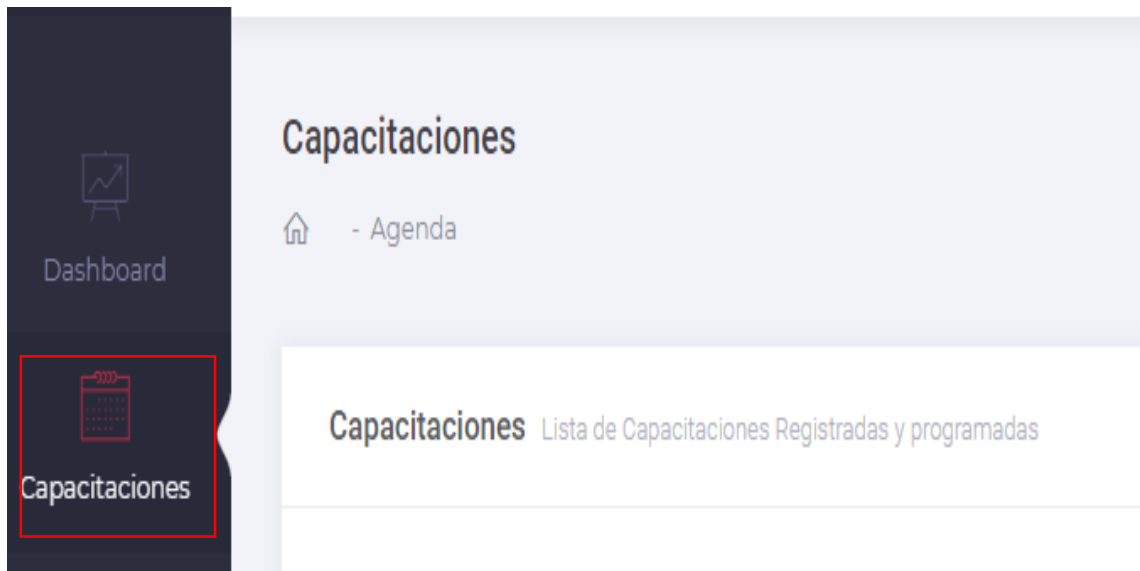 Dashboard
Capacitaciones
Capacitaciones
- Agenda
Capacitaciones Lista de Capacitaciones Registradas y programadas